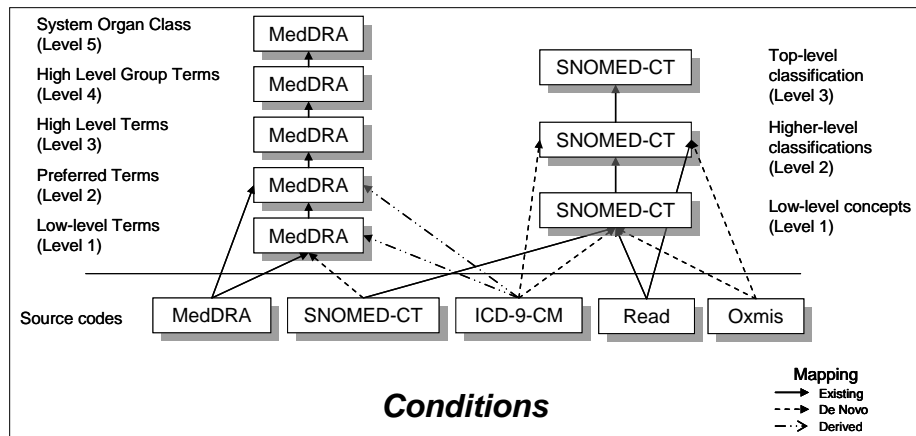 System Organ Class
(Level 5)
MedDRA
High Level Group Terms
(Level 4)
MedDRA
SNOMED-CT
Top-level
classification
(Level 3)
High Level Terms
(Level 3)
MedDRA
SNOMED-CT
Higher-level
classifications
(Level 2)
Preferred Terms
(Level 2)
MedDRA
Low-level Terms
(Level 1)
MedDRA
SNOMED-CT
Low-level concepts
(Level 1)
Source codes
MedDRA
SNOMED-CT
ICD-9-CM
Read
Oxmis
Conditions
Mapping
Existing
De Novo
Derived